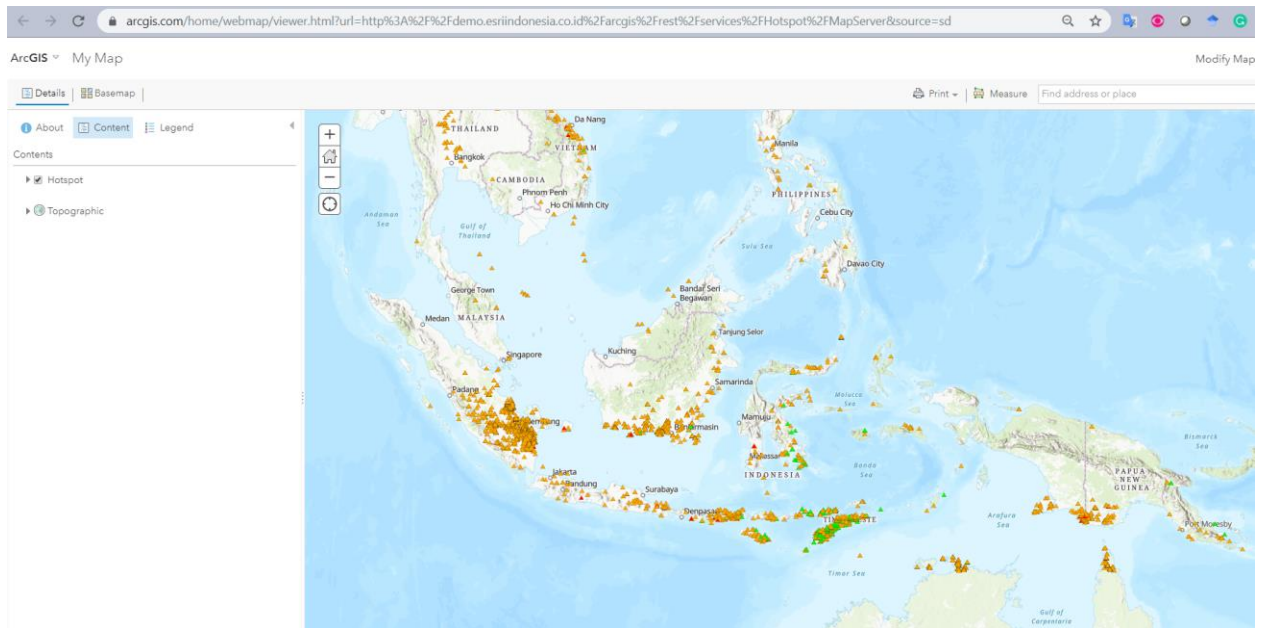 arcgis.com/home/webmap/viewer.html?url=http%3A%2F%2Fdemo.esriindonesia.co.id%2Farcgis%2Frest%2Fservices%2FHotspot%2FMapServer&source=sd
ArcGIS My Map
Modify Map
Details Basemap
Print Measure Find address or place
About Content Legend
Contents
Hotspot
Topographic
Da Nang
THAILAND
VIETNAM
Manila
Bangkok
CAMBODIA
Phnom Penh
PHILIPPINES
Ho Chi Minh City
Cebu City
Andaman
Sea
Gulf of
Thailand
Sulu Sea
Davao City
George Town
Bandar Seri
Begawan
Medan MALAYSIA
Tanjung Selor
Singapore
Kuching
Samarinda
Padang
Molucca
Sea
Mamuju
Banjarmasin
Bismarck
Sea
Makassar
Banda
Sea
Jakarta
INDONESIA
PAPUA
NEW
GUINEA
Bandung
Surabaya
Denpasar
Arafura
Sea
Port Moresby
Timor Sea
Gulf of
Carpentaria